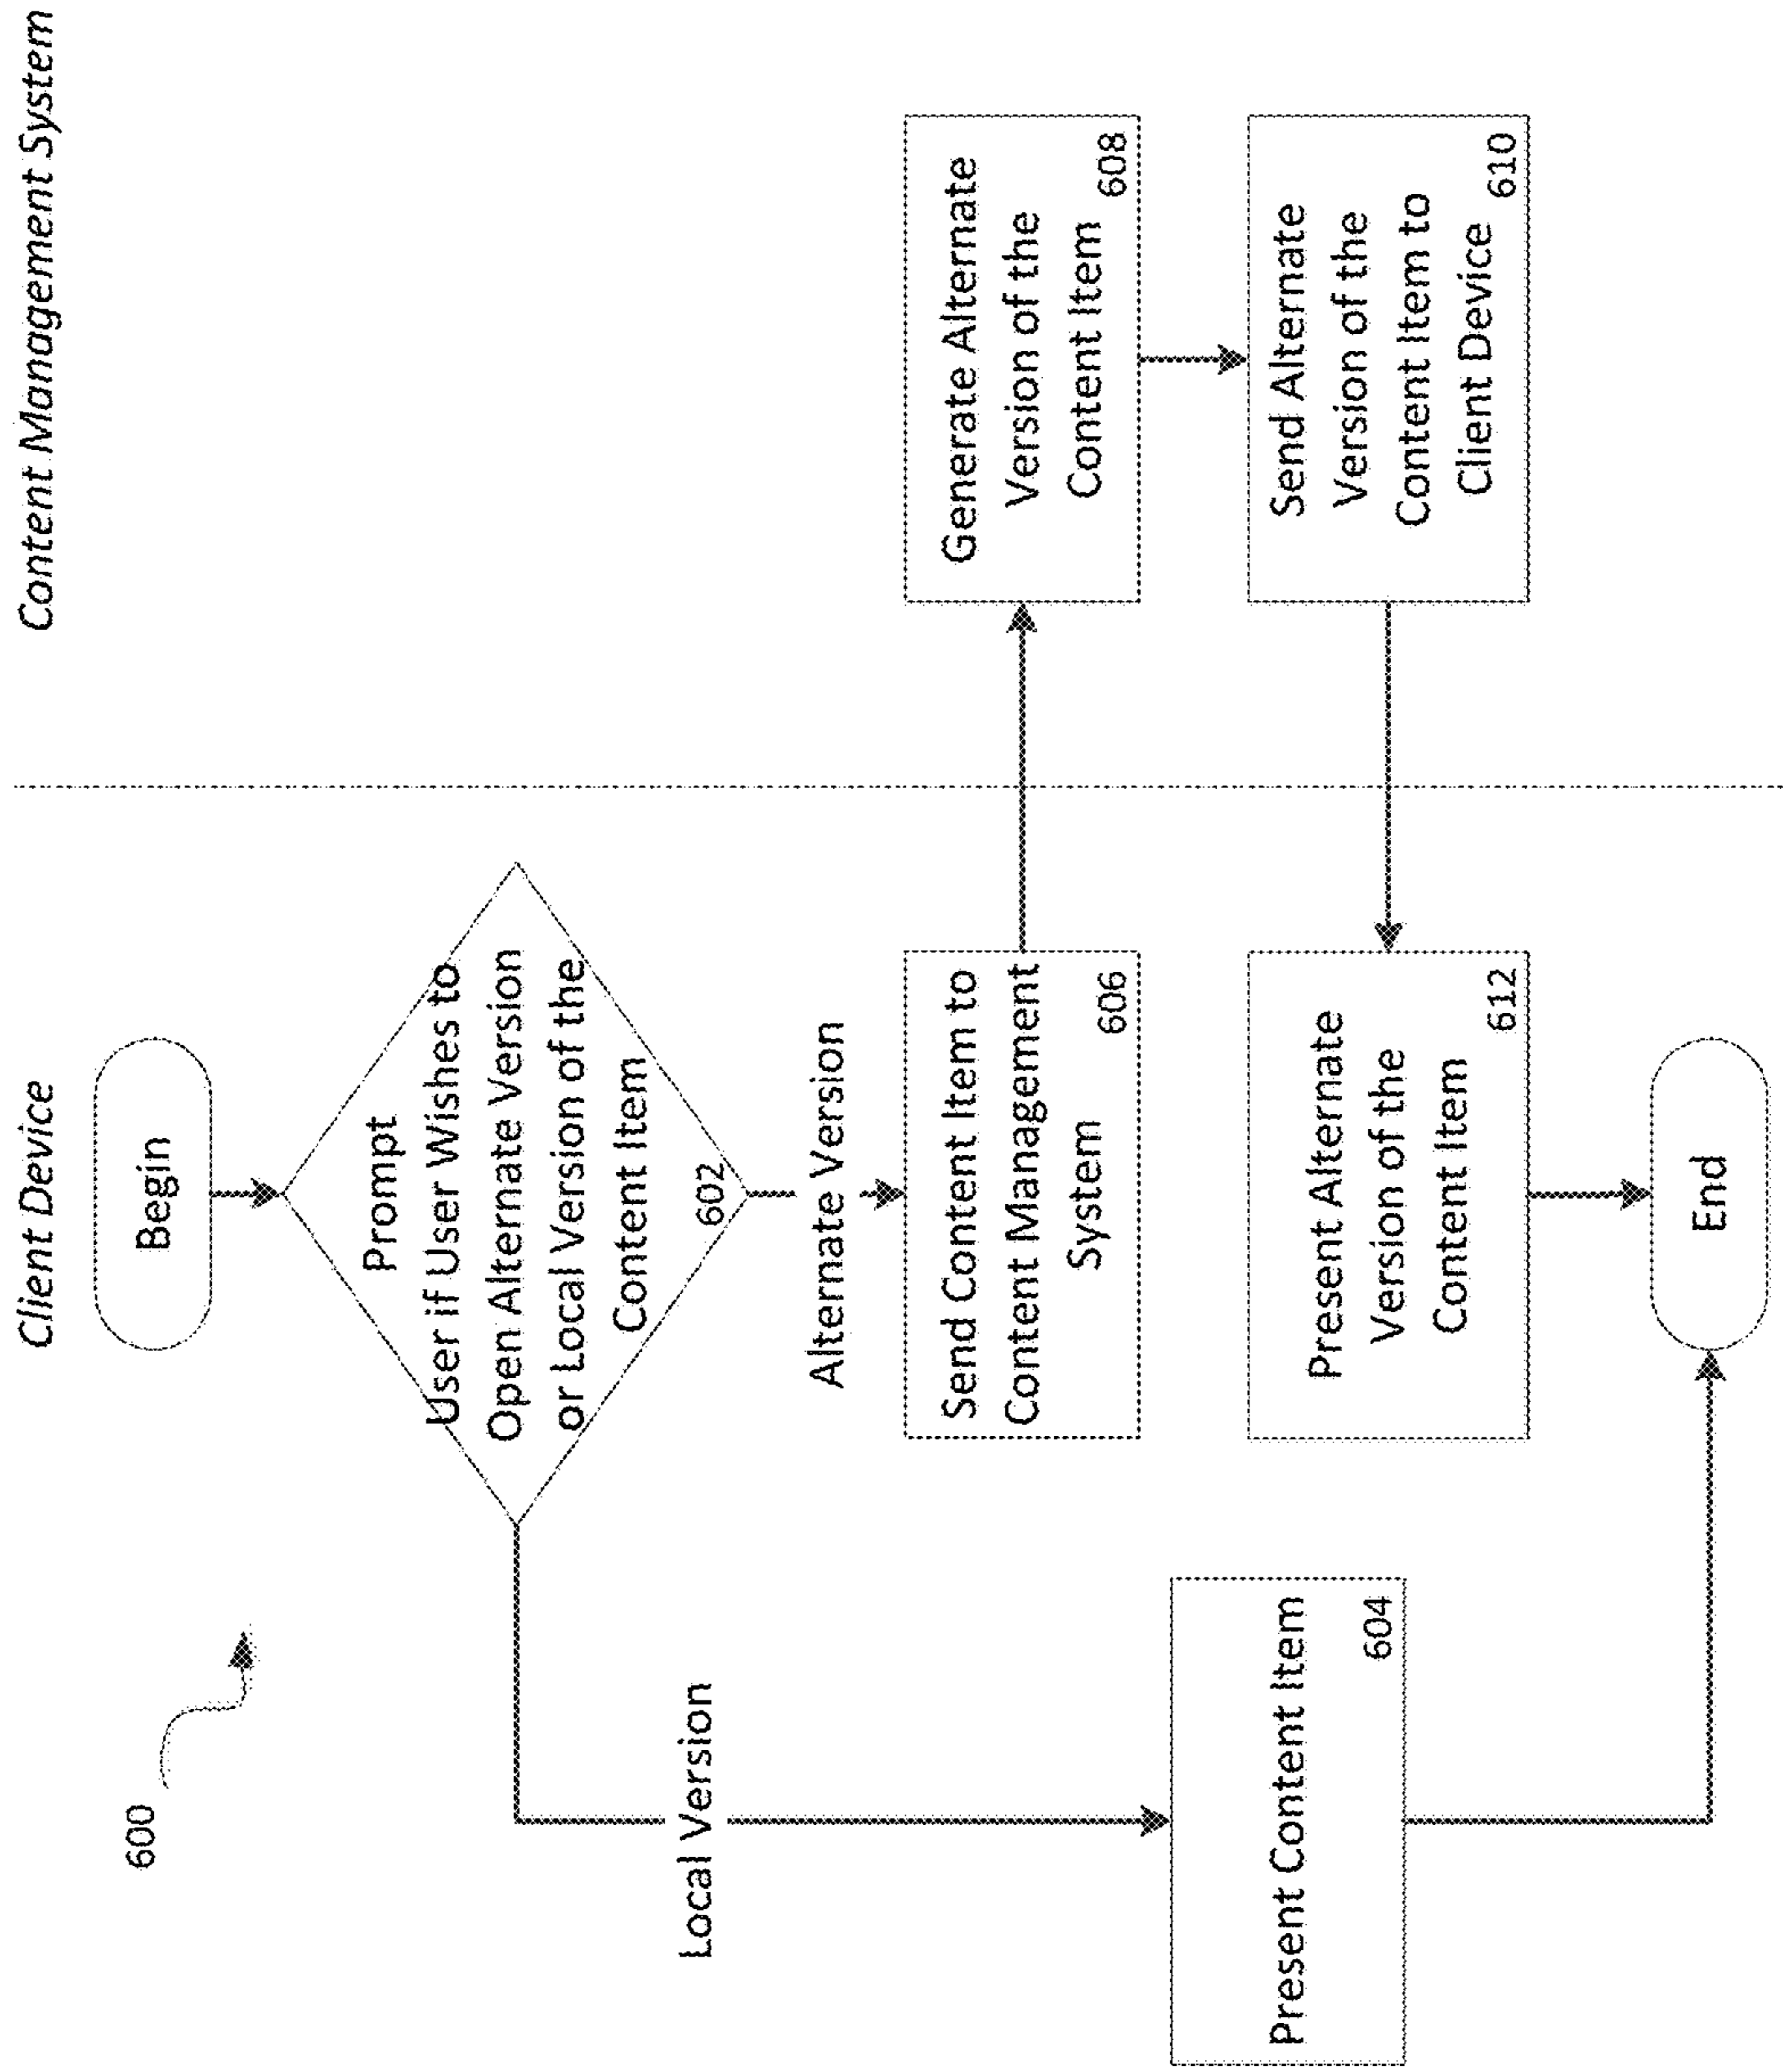 Client Device
Content Management System
600
Begin
Prompt
User if User Wishes to
Open Alternate Version
or Local Version of the
Content Item
602
Local Version
Alternate Version
Send Content Item to
Content Management
System
606
Generate Alternate
Version of the
Content Item
608
Present Content Item
604
Present Alternate
Version of the
Content Item
612
Send Alternate
Version of the
Content Item to
Client Device
610
End